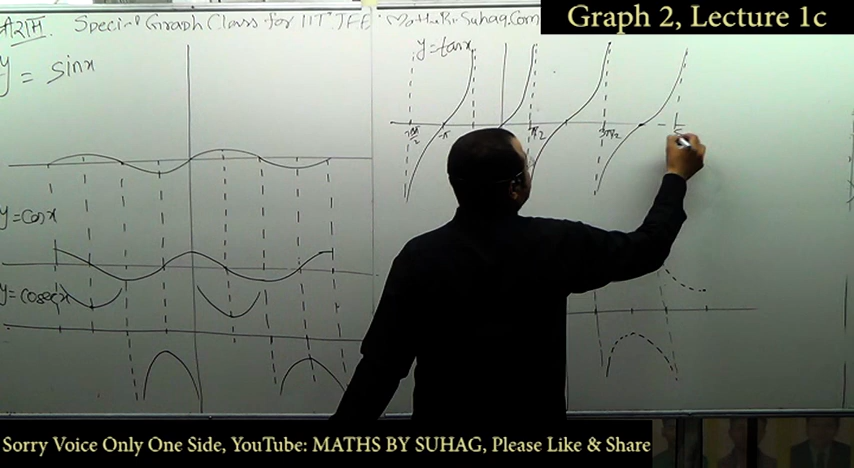 Graph 2, Lecture 1c
Special Graph Class for IIT JEE. MathsBySuhag.Com
y = sinx
y=tanx
-π π/2 3π/2
y=cosx
y=cosecx
Sorry Voice Only One Side, YouTube: MATHS BY SUHAG, Please Like & Share